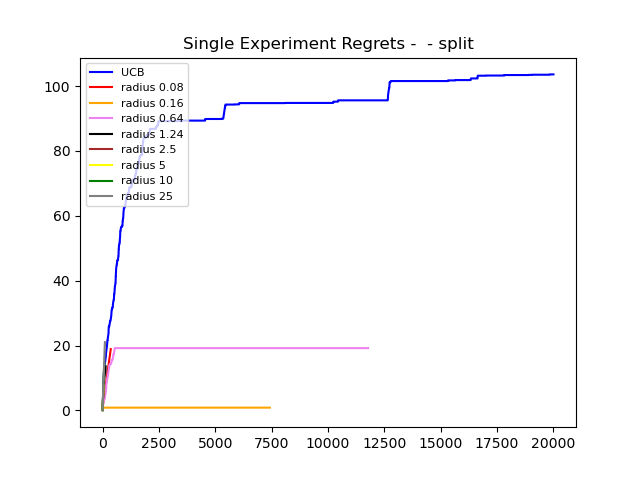 Single Experiment Regrets -  - split
UCB
radius 0.08
radius 0.16
radius 0.64
radius 1.24
radius 2.5
radius 5
radius 10
radius 25
100
80
60
40
20
0
0 2500 5000 7500 10000 12500 15000 17500 20000